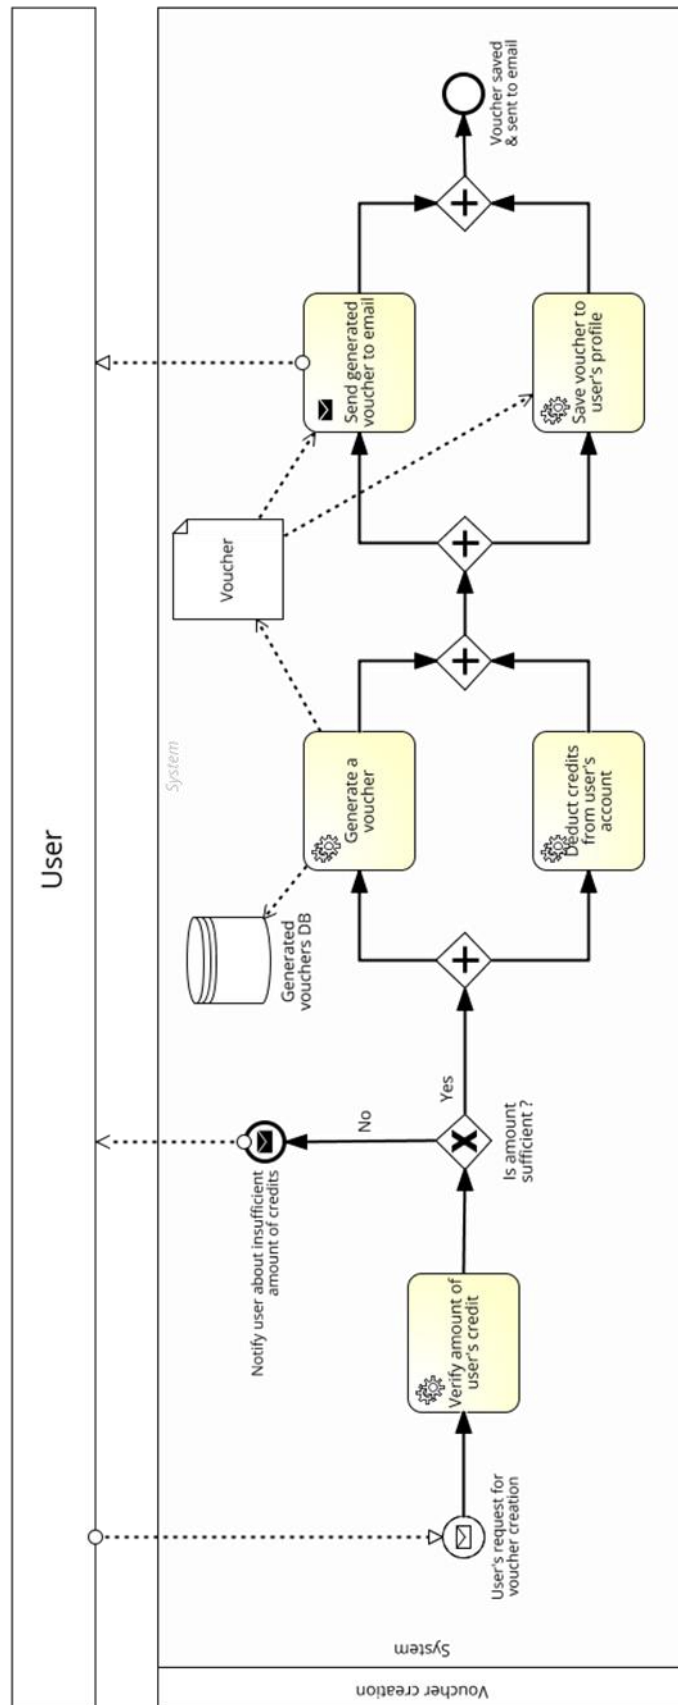 User
Voucher creation
System
System
User's request for
voucher creation
Verify amount of
user's credit
Is amount
sufficient ?
No
Yes
Notify user about insufficient
amount of credits
Generated
vouchers DB
Generate a
voucher
Deduct credits
from user's
account
Voucher
Send generated
voucher to email
Save voucher to
user's profile
Voucher saved
& sent to email